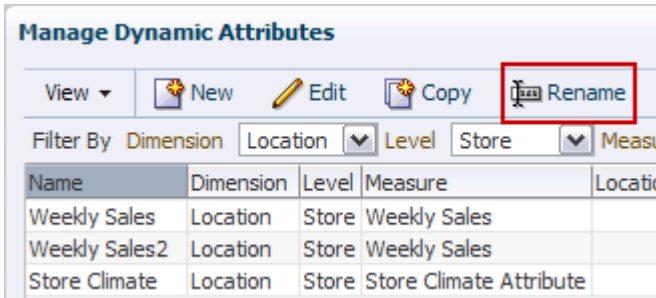 Manage Dynamic Attributes
View New Edit Copy Rename
Filter By Dimension Location Level Store
Name Dimension Level Measure
Weekly Sales Location Store Weekly Sales
Weekly Sales2 Location Store Weekly Sales
Store Climate Location Store Store Climate Attribute